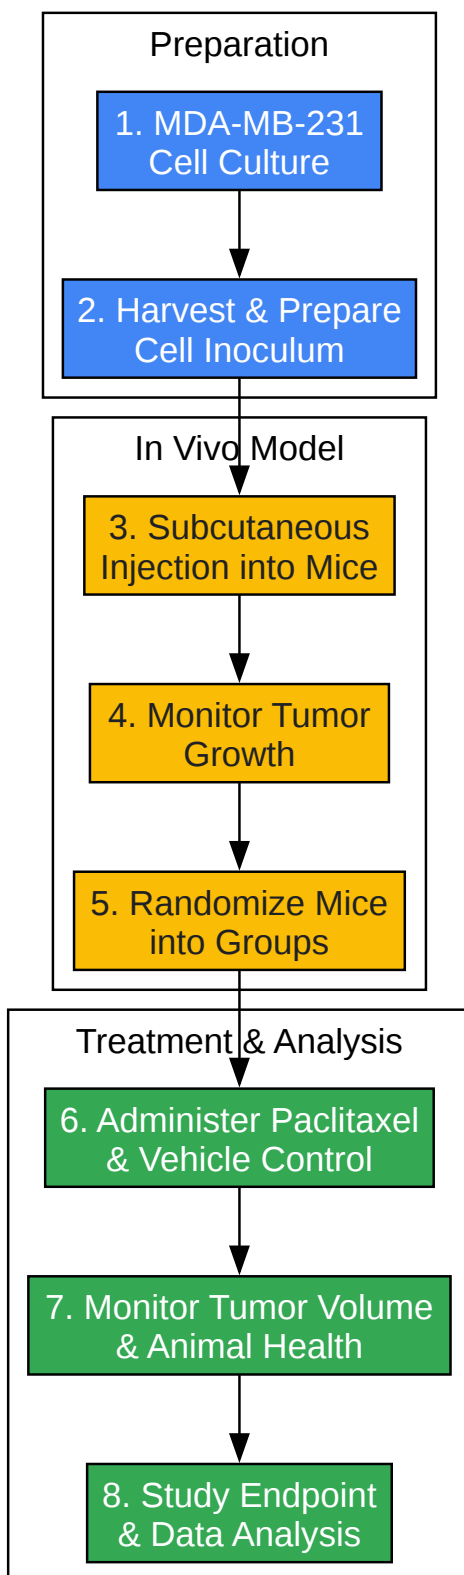 Preparation
1. MDA-MB-231
Cell Culture
2. Harvest & Prepare
Cell Inoculum
In Vivo Model
3. Subcutaneous
Injection into Mice
4. Monitor Tumor
Growth
5. Randomize Mice
into Groups
Treatment & Analysis
6. Administer Paclitaxel
& Vehicle Control
7. Monitor Tumor Volume
& Animal Health
8. Study Endpoint
& Data Analysis